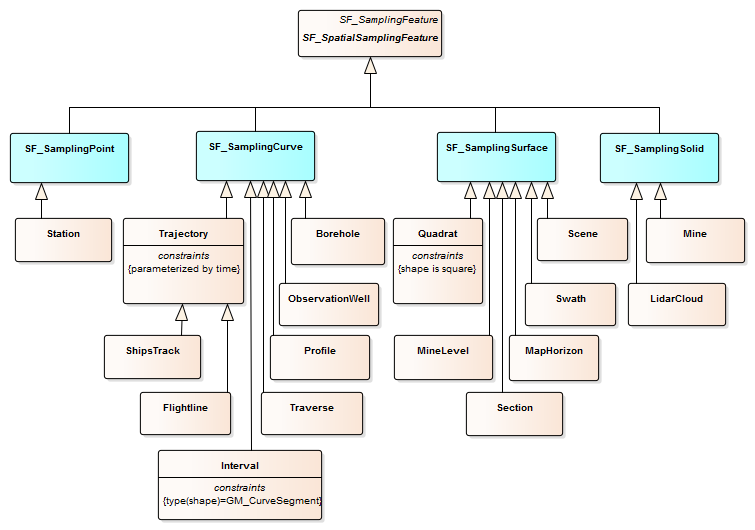 SF_SamplingFeature
SF_SpatialSamplingFeature
SF_SamplingPoint
SF_SamplingCurve
SF_SamplingSurface
SF_SamplingSolid
Station
Trajectory
constraints
{parameterized by time}
Borehole
Quadrat
constraints
{shape is square}
Scene
Mine
ObservationWell
Swath
LidarCloud
ShipsTrack
Profile
MineLevel
MapHorizon
Flightline
Traverse
Section
Interval
constraints
{type(shape)=GM_CurveSegment}